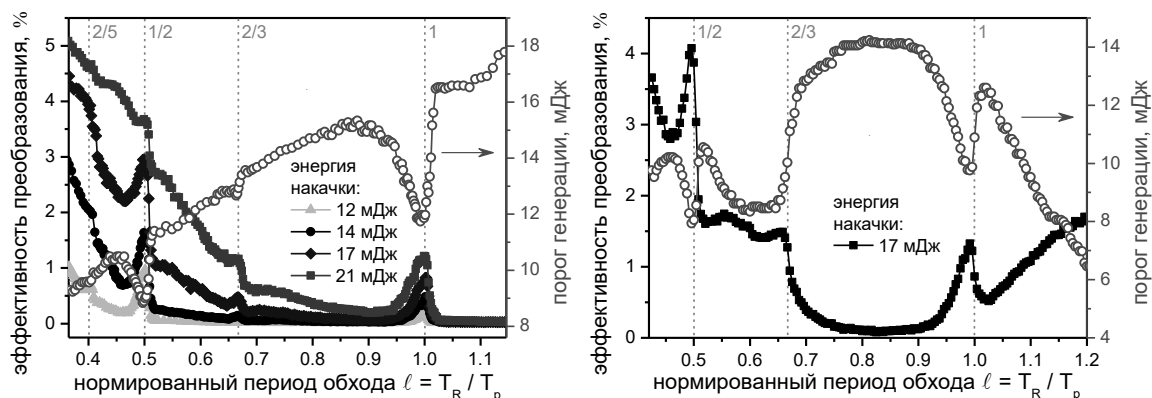 эффективность преобразования, %
2/5
1/2
2/3
1
5
4
3
2
1
0
18
16
14
12
10
8
порог генерации, мДж
энергия
накачки:
12 мДж
14 мДж
17 мДж
21 мДж
0.4 0.5 0.6 0.7 0.8 0.9 1.0 1.1
нормированный период обхода ℓ = T_R / T_p
эффективность преобразования, %
1/2
2/3
1
4
3
2
1
0
14
12
10
8
6
4
порог генерации, мДж
энергия
накачки:
17 мДж
0.5 0.6 0.7 0.8 0.9 1.0 1.1 1.2
нормированный период обхода ℓ = T_R / T_p